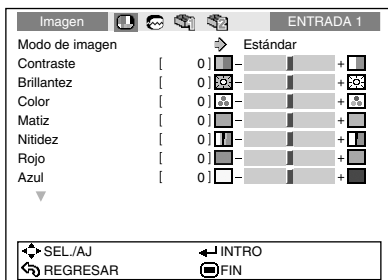 Imagen ENTRADA 1
Modo de imagen Estándar
Contraste [ 0 ] – +
Brillantez [ 0 ] – +
Color [ 0 ] – +
Matiz [ 0 ] – +
Nitidez [ 0 ] – +
Rojo [ 0 ] – +
Azul [ 0 ] – +
SEL./AJ INTRO
REGRESAR FIN